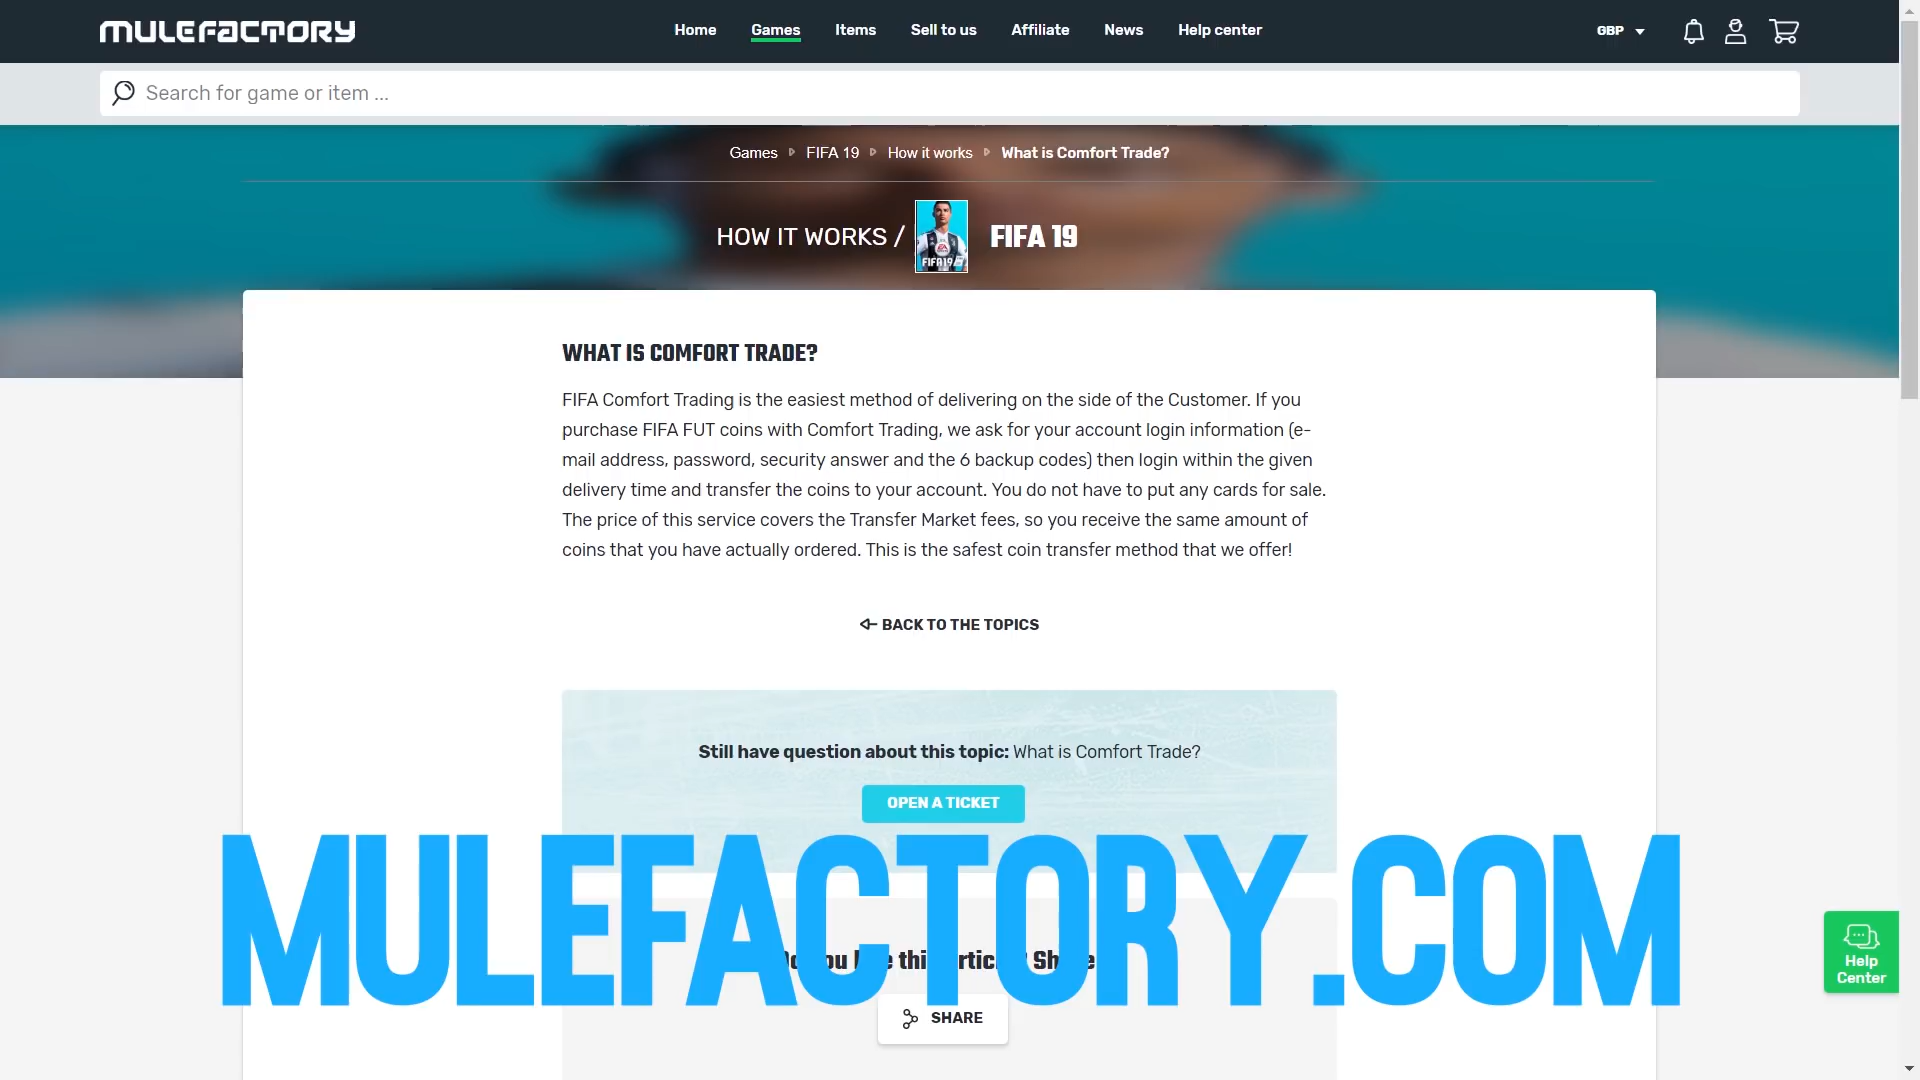 MULEFACTORY
Home
Games
Items
Sell to us
Affiliate
News
Help center
GBP
Search for game or item ...
Games
FIFA 19
How it works
What is Comfort Trade?
HOW IT WORKS /
FIFA 19
FIFA 19
WHAT IS COMFORT TRADE?
FIFA Comfort Trading is the easiest method of delivering on the side of the Customer. If you
purchase FIFA FUT coins with Comfort Trading, we ask for your account login information (e-
mail address, password, security answer and the 6 backup codes) then login within the given
delivery time and transfer the coins to your account. You do not have to put any cards for sale.
The price of this service covers the Transfer Market fees, so you receive the same amount of
coins that you have actually ordered. This is the safest coin transfer method that we offer!
BACK TO THE TOPICS
Still have question about this topic: What is Comfort Trade?
OPEN A TICKET
MULEFACTORY.COM
SHARE
Help
Center